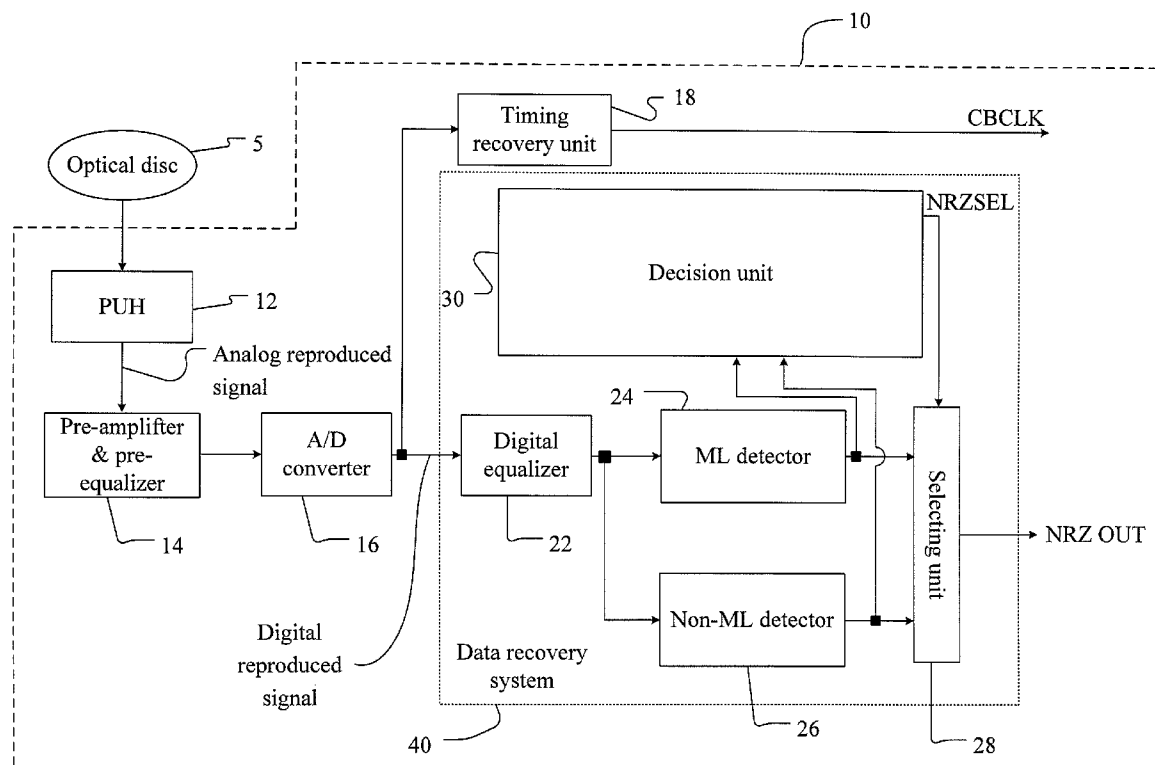 10
18
Timing
recovery unit
CBCLK
5
Optical disc
NRZSEL
Decision unit
30
PUH
12
Analog reproduced
signal
24
Pre-amplifter
& pre-
equalizer
A/D
converter
Digital
equalizer
ML detector
Selecting unit
14
16
22
NRZ OUT
Non-ML detector
Digital
reproduced
signal
Data recovery
system
40
26
28